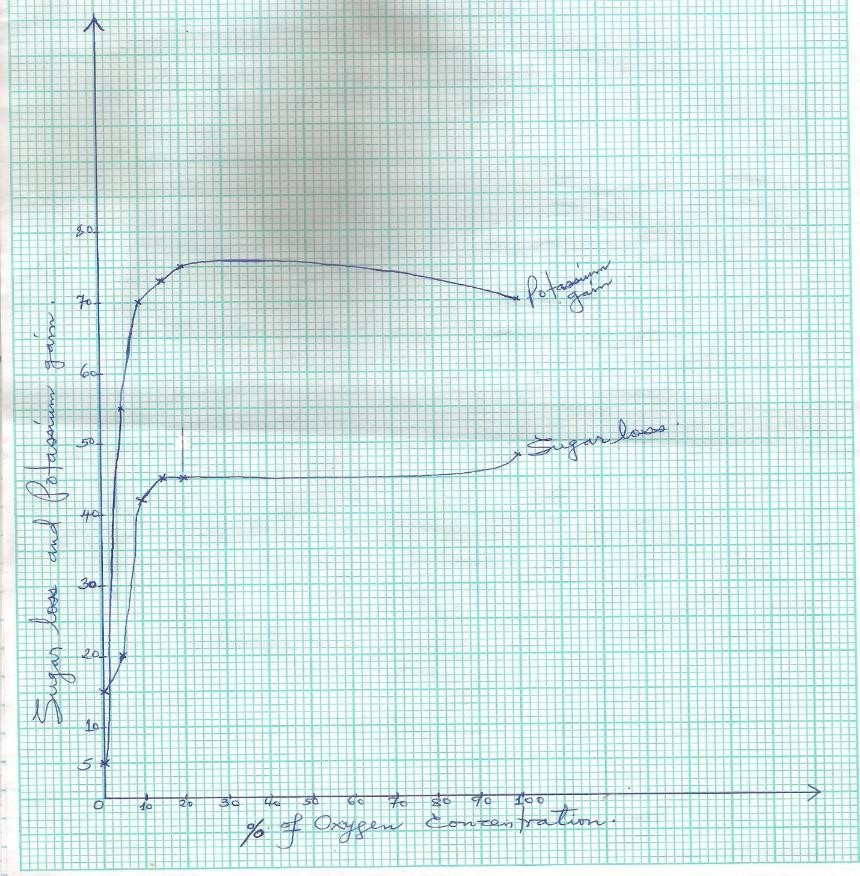 80
70
60
50
40
30
20
10
5
0 10 20 30 40 50 60 70 80 90 100
Sugar loss and Potassium gain.
% of Oxygen Concentration.
Potassium
gain
Sugar loss.